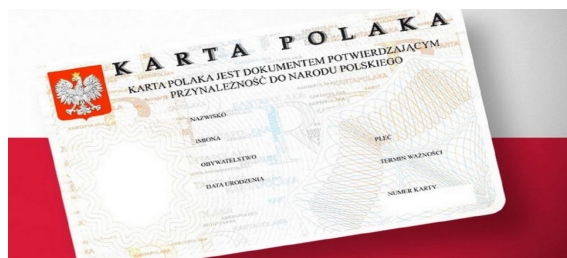 KARTA POLAKA
KARTA POLAKA JEST DOKUMENTEM POTWIERDZAJĄCYM
PRZYNALEŻNOŚĆ DO NARODU POLSKIEGO
NAZWISKO
IMIONA
OBYWATELSTWO
DATA URODZENIA
PŁEĆ
TERMIN WAŻNOŚCI
NUMER KARTY